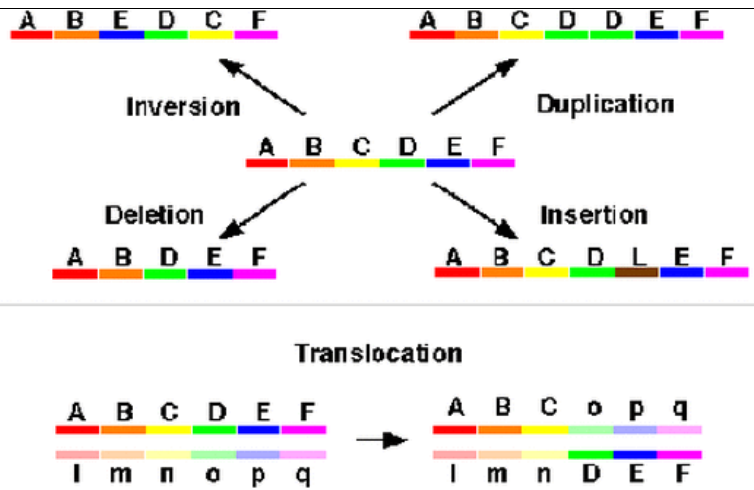 A B E D C F
A B C D D E F
Inversion
Duplication
A B C D E F
Deletion
Insertion
A B D E F
A B C D L E F
Translocation
A B C D E F
A B C o p q
l m n o p q
l m n D E F